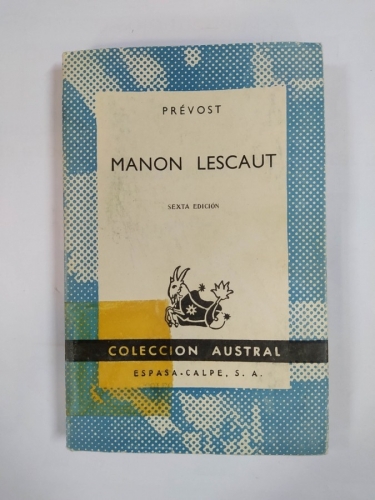 PRÉVOST
MANON LESCAUT
SEXTA EDICIÓN
COLECCION AUSTRAL
ESPASA-CALPE, S. A.